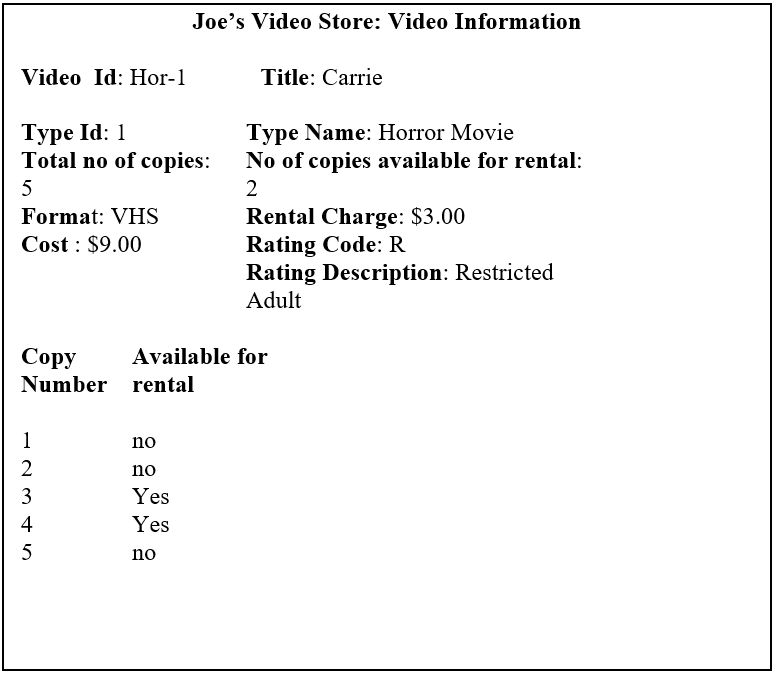 Joe’s Video Store: Video Information
Video Id: Hor-1 Title: Carrie
Type Id: 1 Type Name: Horror Movie
Total no of copies: No of copies available for rental:
5 2
Format: VHS Rental Charge: $3.00
Cost : $9.00 Rating Code: R
Rating Description: Restricted
Adult
Copy Available for
Number rental
1 no
2 no
3 Yes
4 Yes
5 no